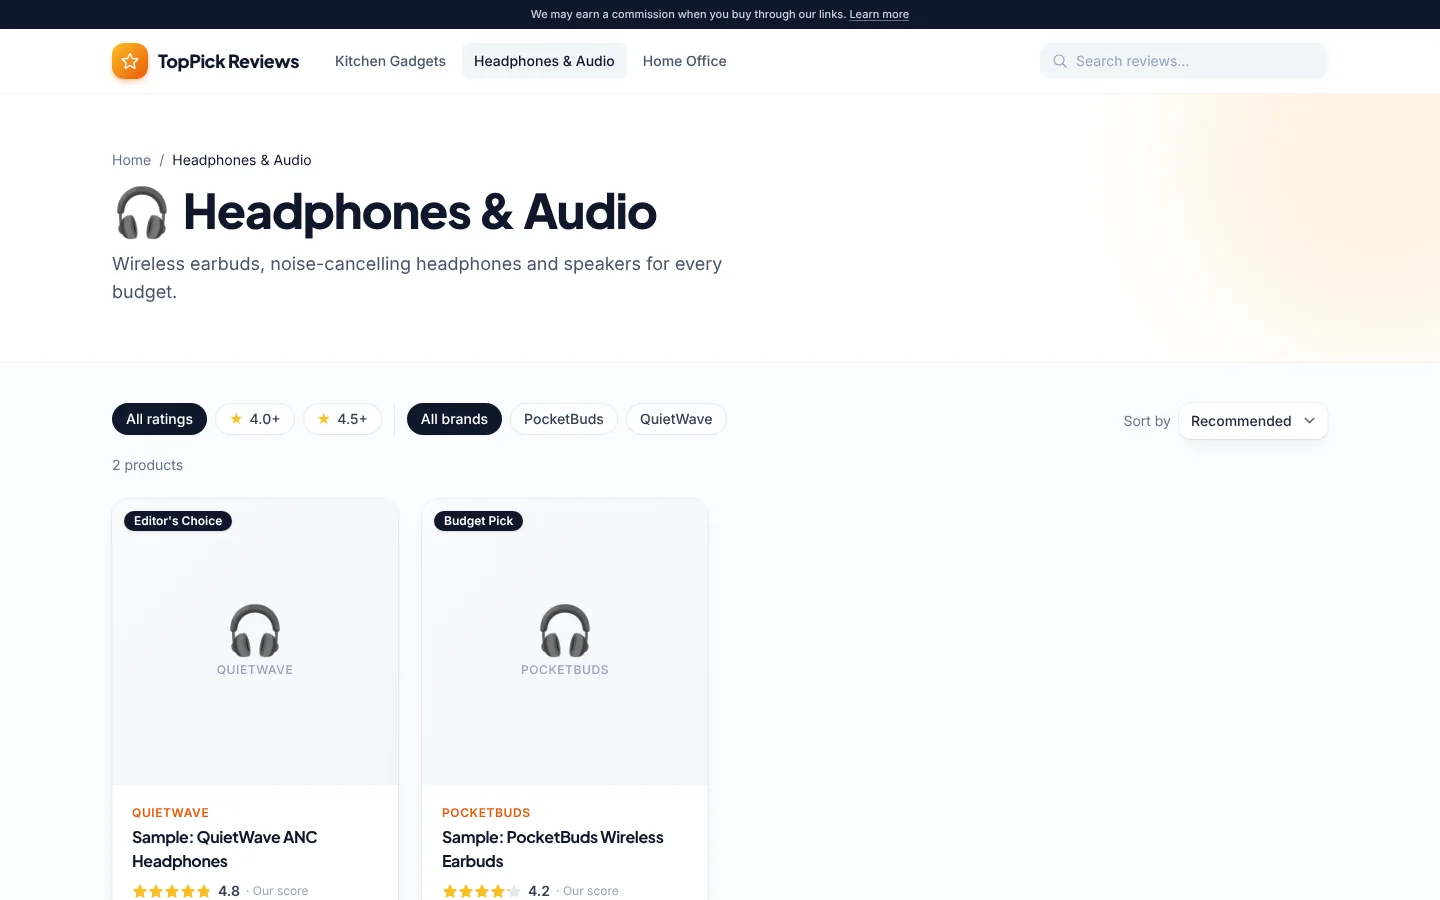 We may earn a commission when you buy through our links. Learn more
TopPick Reviews
Kitchen Gadgets
Headphones & Audio
Home Office
Search reviews...
Home / Headphones & Audio
Headphones & Audio
Wireless earbuds, noise-cancelling headphones and speakers for every
budget.
All ratings
★ 4.0+
★ 4.5+
All brands
PocketBuds
QuietWave
Sort by
Recommended
2 products
Editor's Choice
QUIETWAVE
QUIETWAVE
Sample: QuietWave ANC
Headphones
4.8 · Our score
Budget Pick
POCKETBUDS
POCKETBUDS
Sample: PocketBuds Wireless
Earbuds
4.2 · Our score